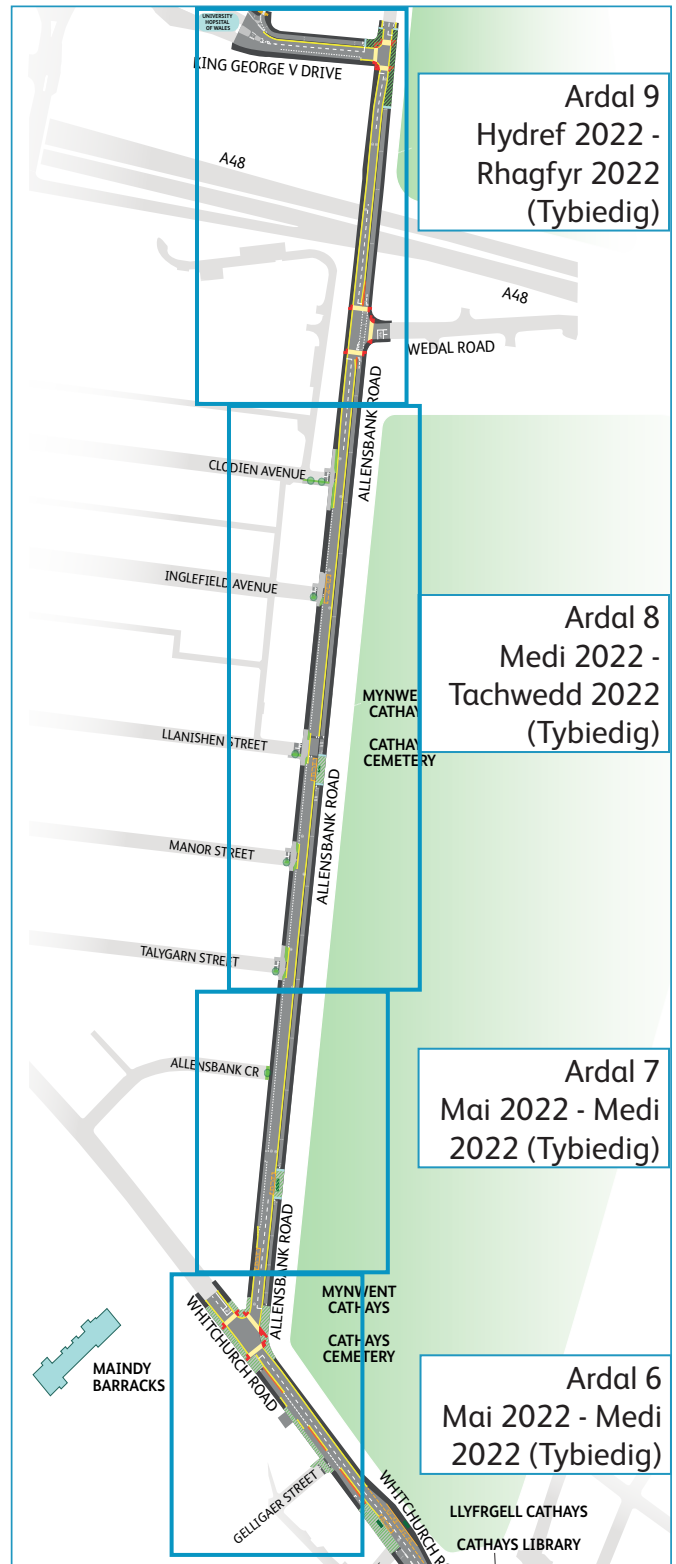 UNIVERSITY
HOPSITAL
OF WALES
KING GEORGE V DRIVE
Ardal 9
Hydref 2022 -
Rhagfyr 2022
(Tybiedig)
A48
A48
WEDAL ROAD
ALLENSBANK ROAD
CLODIEN AVENUE
INGLEFIELD AVENUE
Ardal 8
Medi 2022 -
Tachwedd 2022
(Tybiedig)
LLANISHEN STREET
CATHAYS
CEMETERY
ALLENSBANK ROAD
MANOR STREET
TALYGARN STREET
ALLENSBANK CR
Ardal 7
Mai 2022 - Medi
2022 (Tybiedig)
ALLENSBANK ROAD
MYNWENT
CATHAYS
CATHAYS
CEMETERY
WHITCHURCH ROAD
MAINDY
BARRACKS
Ardal 6
Mai 2022 - Medi
2022 (Tybiedig)
GELLIGAER STREET
WHITCHURCH
LLYFRGELL CATHAYS
CATHAYS LIBRARY